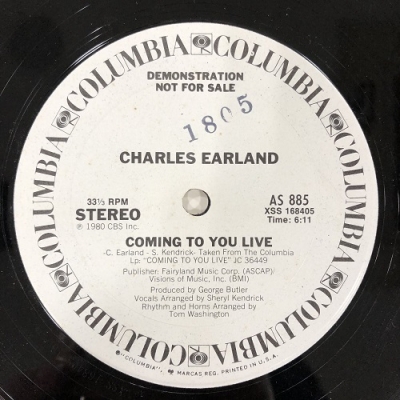 COLUMBIA COLUMBIA COLUMBIA COLUMBIA COLUMBIA COLUMBIA
DEMONSTRATION
NOT FOR SALE
1805
CHARLES EARLAND
33⅓ RPM
STEREO
℗ 1980 CBS Inc.
AS 885
XSS 168405
Time: 6:11
COMING TO YOU LIVE
-C. Earland - S. Kendrick- Taken From The Columbia
Lp: "COMING TO YOU LIVE" JC 36449
Publisher: Fairyland Music Corp. (ASCAP)
Visions of Music, Inc. (BMI)
Produced by George Butler
Vocals Arranged by Sheryl Kendrick
Rhythm and Horns Arranged by
Tom Washington
® "COLUMBIA", MARCAS REG. PRINTED IN U.S.A.